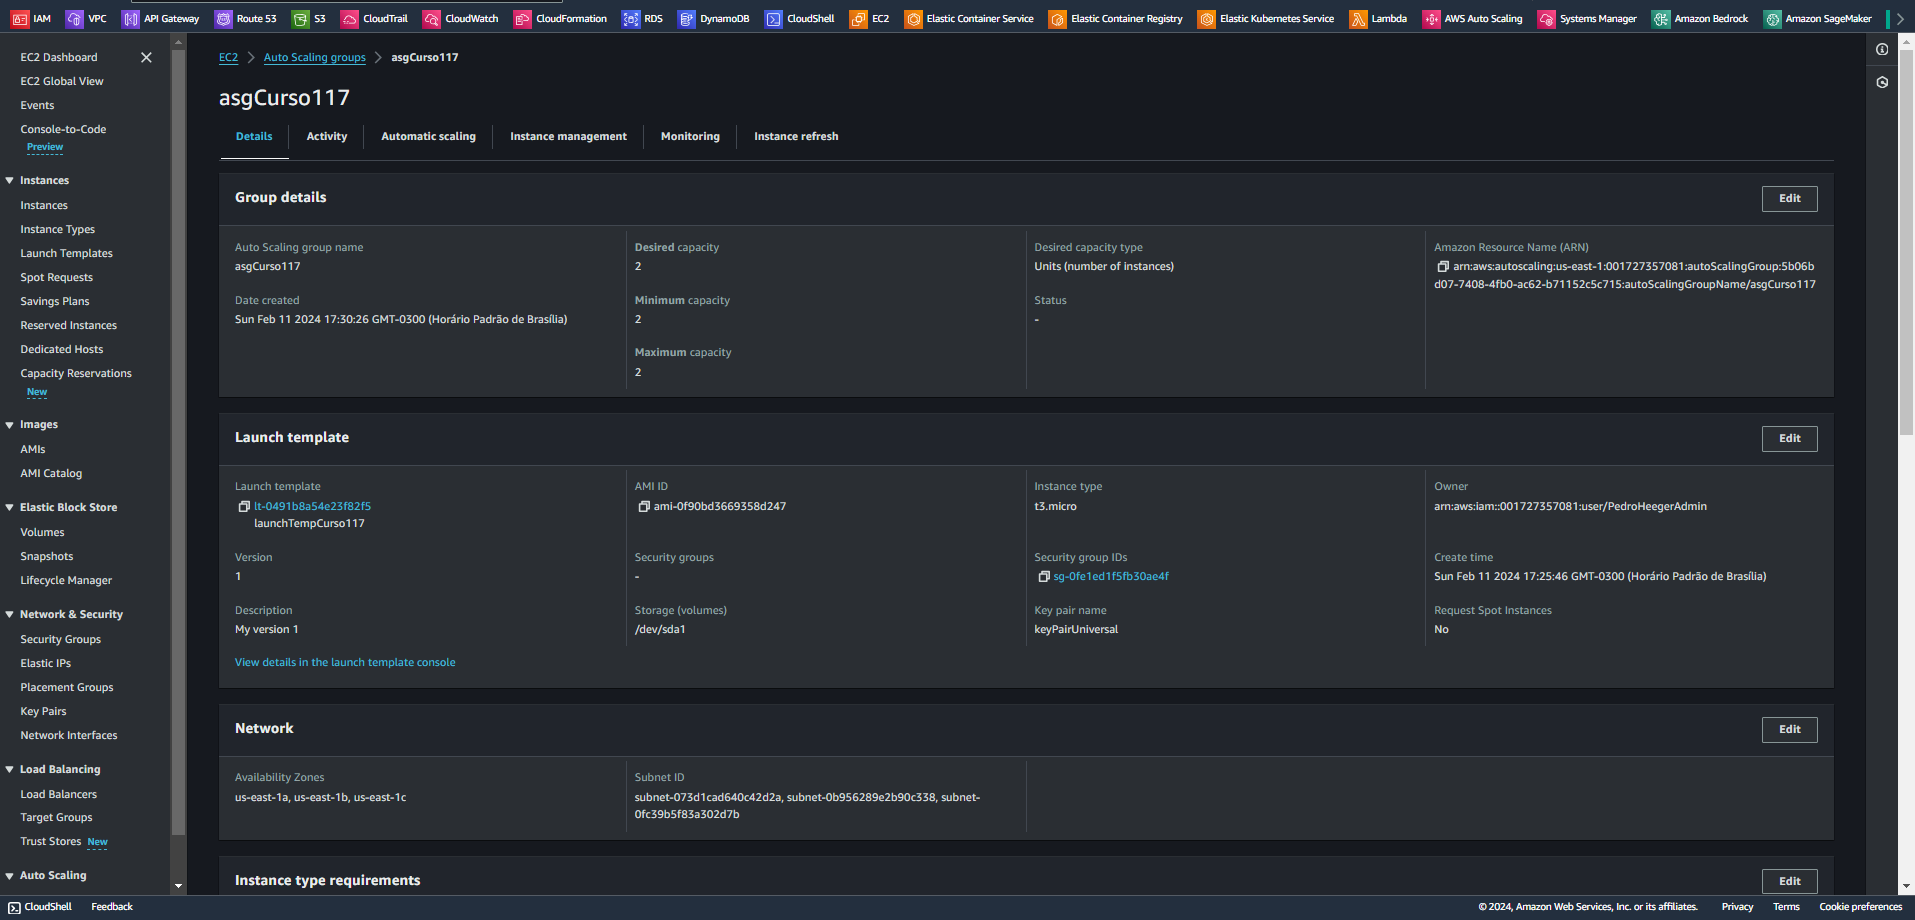 IAM VPC API Gateway Route 53 S3 CloudTrail CloudWatch CloudFormation RDS DynamoDB CloudShell EC2 Elastic Container Service Elastic Container Registry Elastic Kubernetes Service Lambda AWS Auto Scaling Systems Manager Amazon Bedrock Amazon SageMaker
EC2 Dashboard
EC2 Global View
Events
Console-to-Code
Preview
Instances
Instances
Instance Types
Launch Templates
Spot Requests
Savings Plans
Reserved Instances
Dedicated Hosts
Capacity Reservations
New
Images
AMIs
AMI Catalog
Elastic Block Store
Volumes
Snapshots
Lifecycle Manager
Network & Security
Security Groups
Elastic IPs
Placement Groups
Key Pairs
Network Interfaces
Load Balancing
Load Balancers
Target Groups
Trust Stores New
Auto Scaling
EC2 > Auto Scaling groups > asgCurso117
asgCurso117
Details Activity Automatic scaling Instance management Monitoring Instance refresh
Group details Edit
Auto Scaling group name
asgCurso117
Date created
Sun Feb 11 2024 17:30:26 GMT-0300 (Horário Padrão de Brasília)
Desired capacity
2
Minimum capacity
2
Maximum capacity
2
Desired capacity type
Units (number of instances)
Status
-
Amazon Resource Name (ARN)
arn:aws:autoscaling:us-east-1:001727357081:autoScalingGroup:5b06b
d07-7408-4fb0-ac62-b71152c5c715:autoScalingGroupName/asgCurso117
Launch template Edit
Launch template
lt-0491b8a54e23f82f5
launchTempCurso117
Version
1
Description
My version 1
View details in the launch template console
AMI ID
ami-0f90bd3669358d247
Security groups
-
Storage (volumes)
/dev/sda1
Instance type
t3.micro
Security group IDs
sg-0fe1ed1f5fb30ae4f
Key pair name
keyPairUniversal
Owner
arn:aws:iam::001727357081:user/PedroHeegerAdmin
Create time
Sun Feb 11 2024 17:25:46 GMT-0300 (Horário Padrão de Brasília)
Request Spot Instances
No
Network Edit
Availability Zones
us-east-1a, us-east-1b, us-east-1c
Subnet ID
subnet-073d1cad640c42d2a, subnet-0b956289e2b90c338, subnet-
0fc39b5f83a302d7b
Instance type requirements Edit
CloudShell Feedback © 2024, Amazon Web Services, Inc. or its affiliates. Privacy Terms Cookie preferences